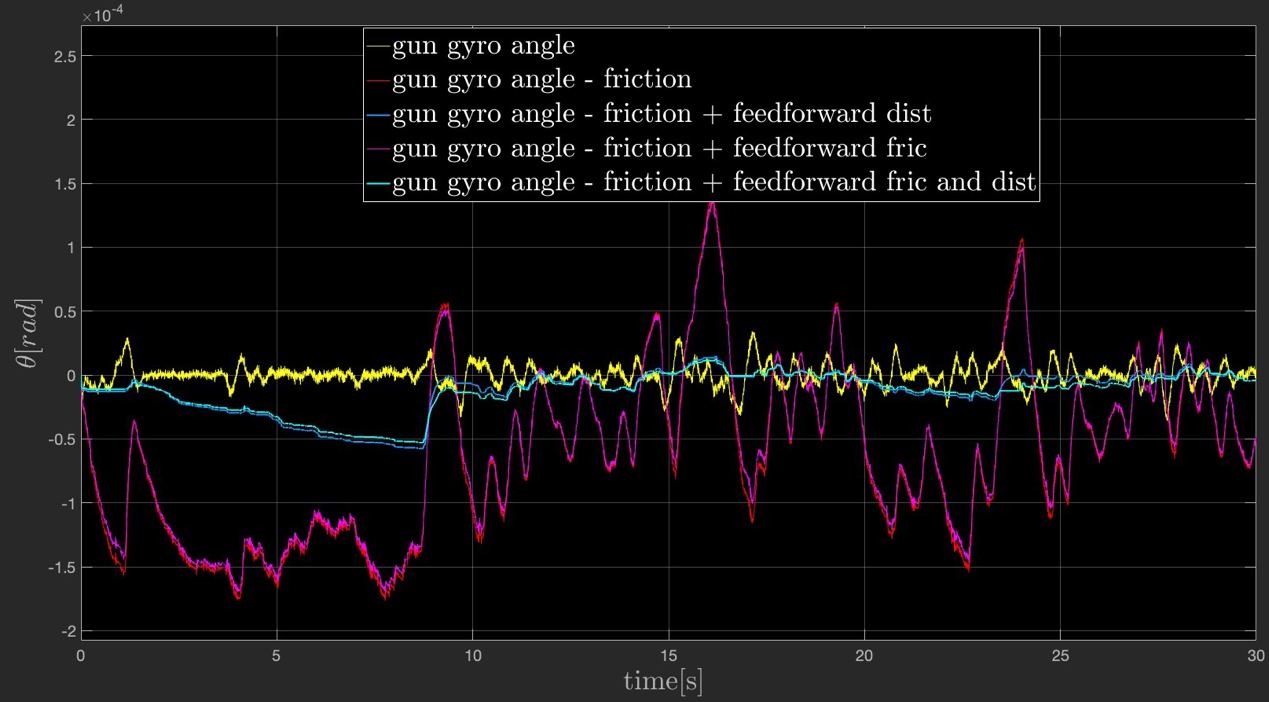 ×10⁻⁴
gun gyro angle
gun gyro angle - friction
gun gyro angle - friction + feedforward dist
gun gyro angle - friction + feedforward fric
gun gyro angle - friction + feedforward fric and dist
2.5
2
1.5
1
0.5
0
-0.5
-1
-1.5
-2
θ[rad]
0 5 10 15 20 25 30
time[s]